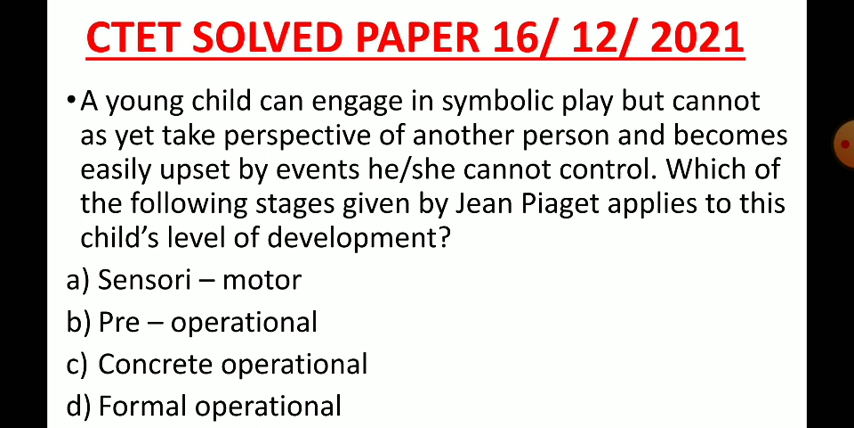 CTET SOLVED PAPER 16/ 12/ 2021
•A young child can engage in symbolic play but cannot
as yet take perspective of another person and becomes
easily upset by events he/she cannot control. Which of
the following stages given by Jean Piaget applies to this
child's level of development?
a) Sensori – motor
b) Pre – operational
c) Concrete operational
d) Formal operational